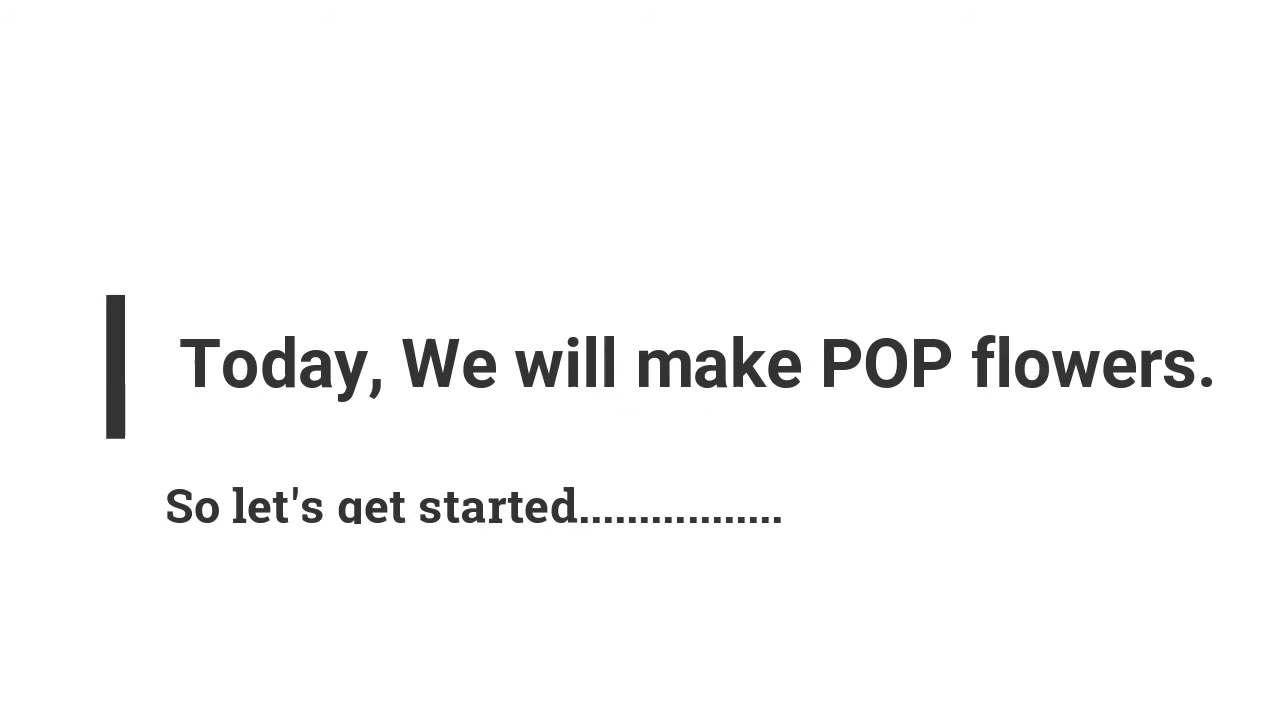 Today, We will make POP flowers.
So let's get started.................